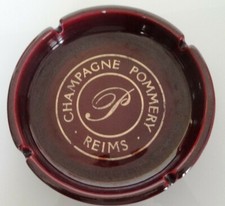 CHAMPAGNE POMMERY
P
· REIMS ·